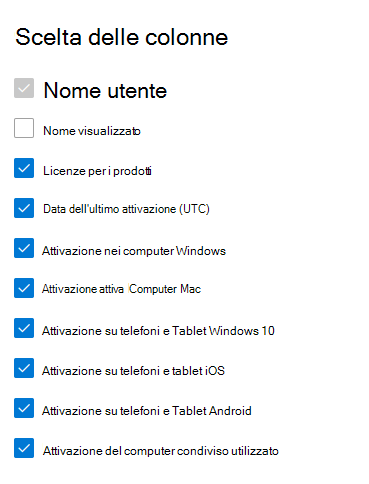 Scelta delle colonne
Nome utente
Nome visualizzato
Licenze per i prodotti
Data dell'ultimo attivazione (UTC)
Attivazione nei computer Windows
Attivazione attiva Computer Mac
Attivazione su telefoni e Tablet Windows 10
Attivazione su telefoni e tablet iOS
Attivazione su telefoni e Tablet Android
Attivazione del computer condiviso utilizzato